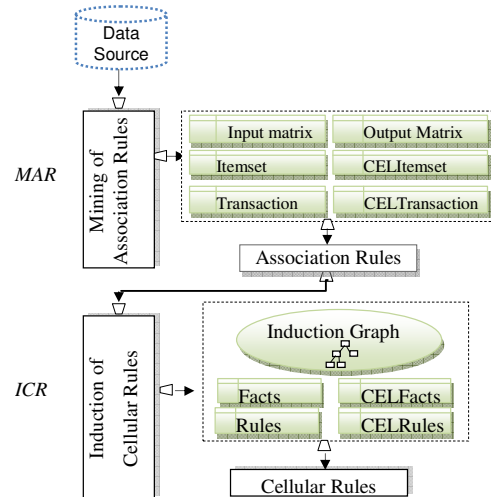 Data
Source
MAR
Mining of
Association Rules
Input matrix
Output Matrix
Itemset
CELItemset
Transaction
CELTransaction
Association Rules
ICR
Induction of
Cellular Rules
Induction Graph
Facts
CELFacts
Rules
CELRules
Cellular Rules